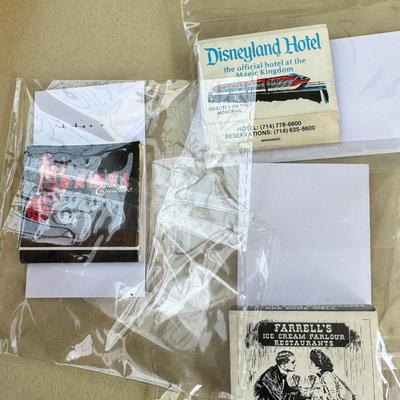 Disneyland Hotel
the official hotel at the
Magic Kingdom
DIRECTLY ON THE
MONORAIL
HOTEL: (714) 778-6600
RESERVATIONS: (714) 635-8600
Cigarettes
FARRELL'S
ICE CREAM PARLOUR
RESTAURANTS